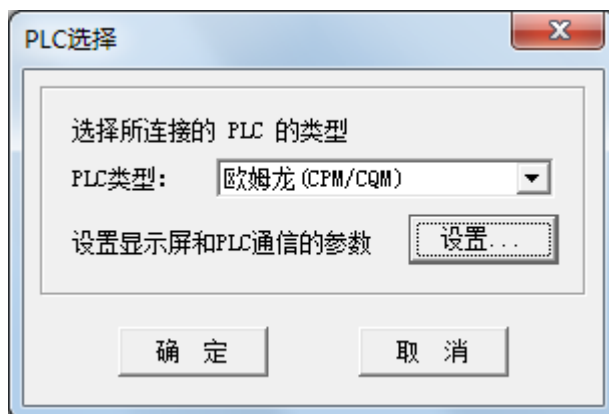 PLC选择
选择所连接的 PLC 的类型
PLC类型: 欧姆龙(CPM/CQM)
设置显示屏和PLC通信的参数 设置...
确 定 取 消